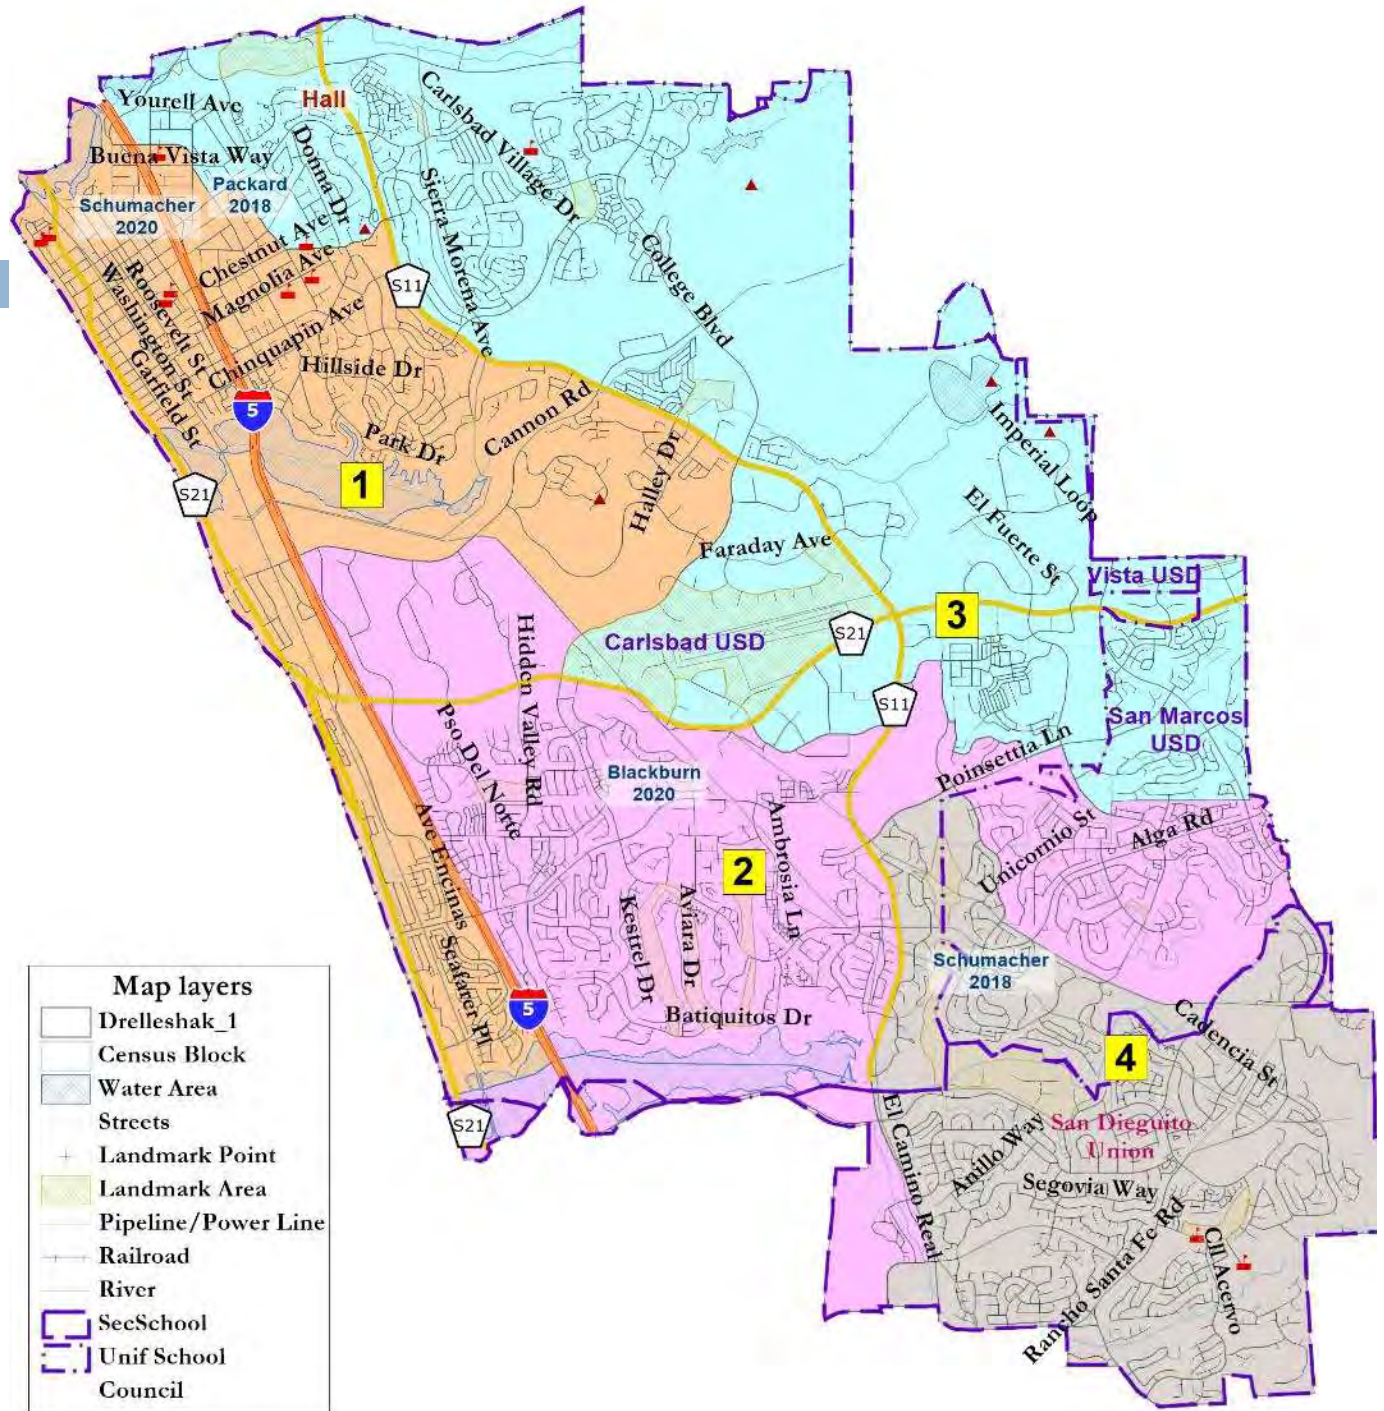 Yourell Ave
Hall
Carlsbad Village Dr
Buena Vista Way
Donna Dr
Packard
2018
Schumacher
2020
Sierra Morena Ave
Chestnut Ave
Magnolia Ave
College Blvd
S11
Roosevelt St
Washington St
Garfield St
Chinquapin Ave
Hillside Dr
5
Cannon Rd
Park Dr
Halley Dr
Imperial Loop
1
S21
El Fuerte St
Faraday Ave
Vista USD
3
S21
Carlsbad USD
Hidden Valley Rd
S11
San Marcos
USD
Pso Del Norte
Poinsettia Ln
Blackburn
2020
Ave Encinas
Ambrosia Ln
Unicornio St
Alga Rd
2
Kestrel Dr
Aviara Dr
Seafarer Pl
Schumacher
2018
5
Batiquitos Dr
Cadencia St
4
S21
El Camino Real
Anillo Way
San Dieguito
Union
Segovia Way
Rancho Santa Fe Rd
Cll Acervo
Map layers
Drelleshak_1
Census Block
Water Area
Streets
Landmark Point
Landmark Area
Pipeline/Power Line
Railroad
River
SecSchool
Unif School
Council